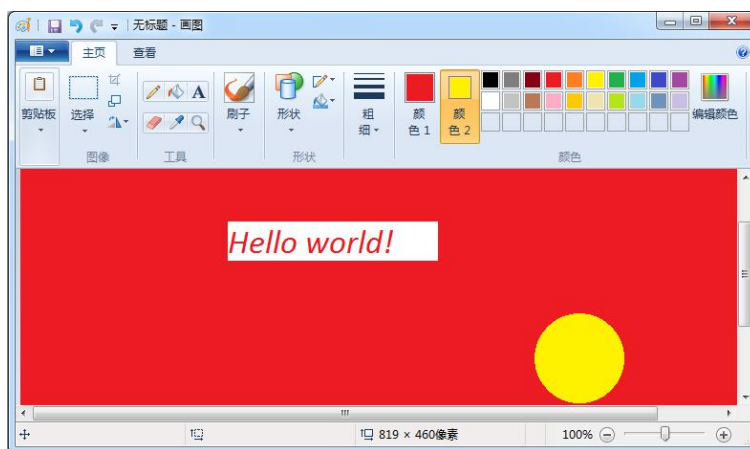 无标题 - 画图
主页 查看
剪贴板 选择 刷子 形状 粗细 颜色 1 颜色 2 编辑颜色
图像 工具 形状 颜色
Hello world!
819 × 460像素 100%